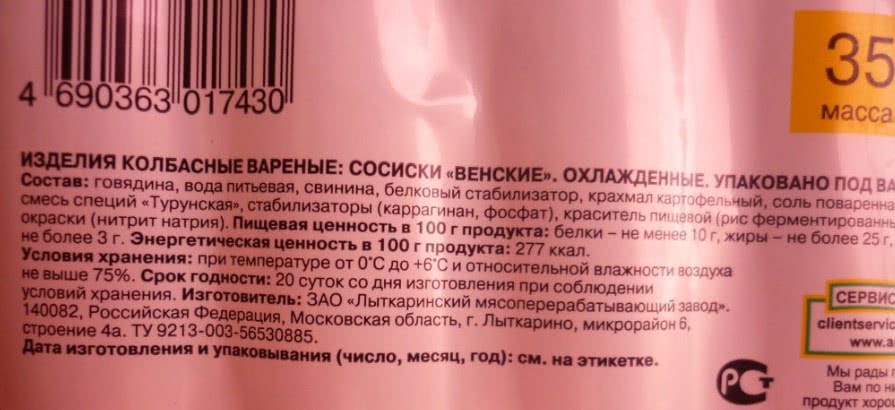 4 690363 017430
35
масса
ИЗДЕЛИЯ КОЛБАСНЫЕ ВАРЕНЫЕ: СОСИСКИ «ВЕНСКИЕ». ОХЛАЖДЕННЫЕ. УПАКОВАНО ПОД ВА
Состав: говядина, вода питьевая, свинина, белковый стабилизатор, крахмал картофельный, соль поваренна
смесь специй «Турунская», стабилизаторы (каррагинан, фосфат), краситель пищевой (рис ферментированны
окраски (нитрит натрия). Пищевая ценность в 100 г продукта: белки – не менее 10 г, жиры – не более 25 г,
не более 3 г. Энергетическая ценность в 100 г продукта: 277 ккал.
Условия хранения: при температуре от 0°С до +6°С и относительной влажности воздуха
не выше 75%. Срок годности: 20 суток со дня изготовления при соблюдении
условий хранения. Изготовитель: ЗАО «Лыткаринский мясоперерабатывающий завод».
140082, Российская Федерация, Московская область, г. Лыткарино, микрорайон 6,
строение 4а. ТУ 9213-003-56530885.
Дата изготовления и упаковывания (число, месяц, год): см. на этикетке.
РСТ
СЕРВИС
clientservic
www.a
Мы рады
Вам по
продукт хорош